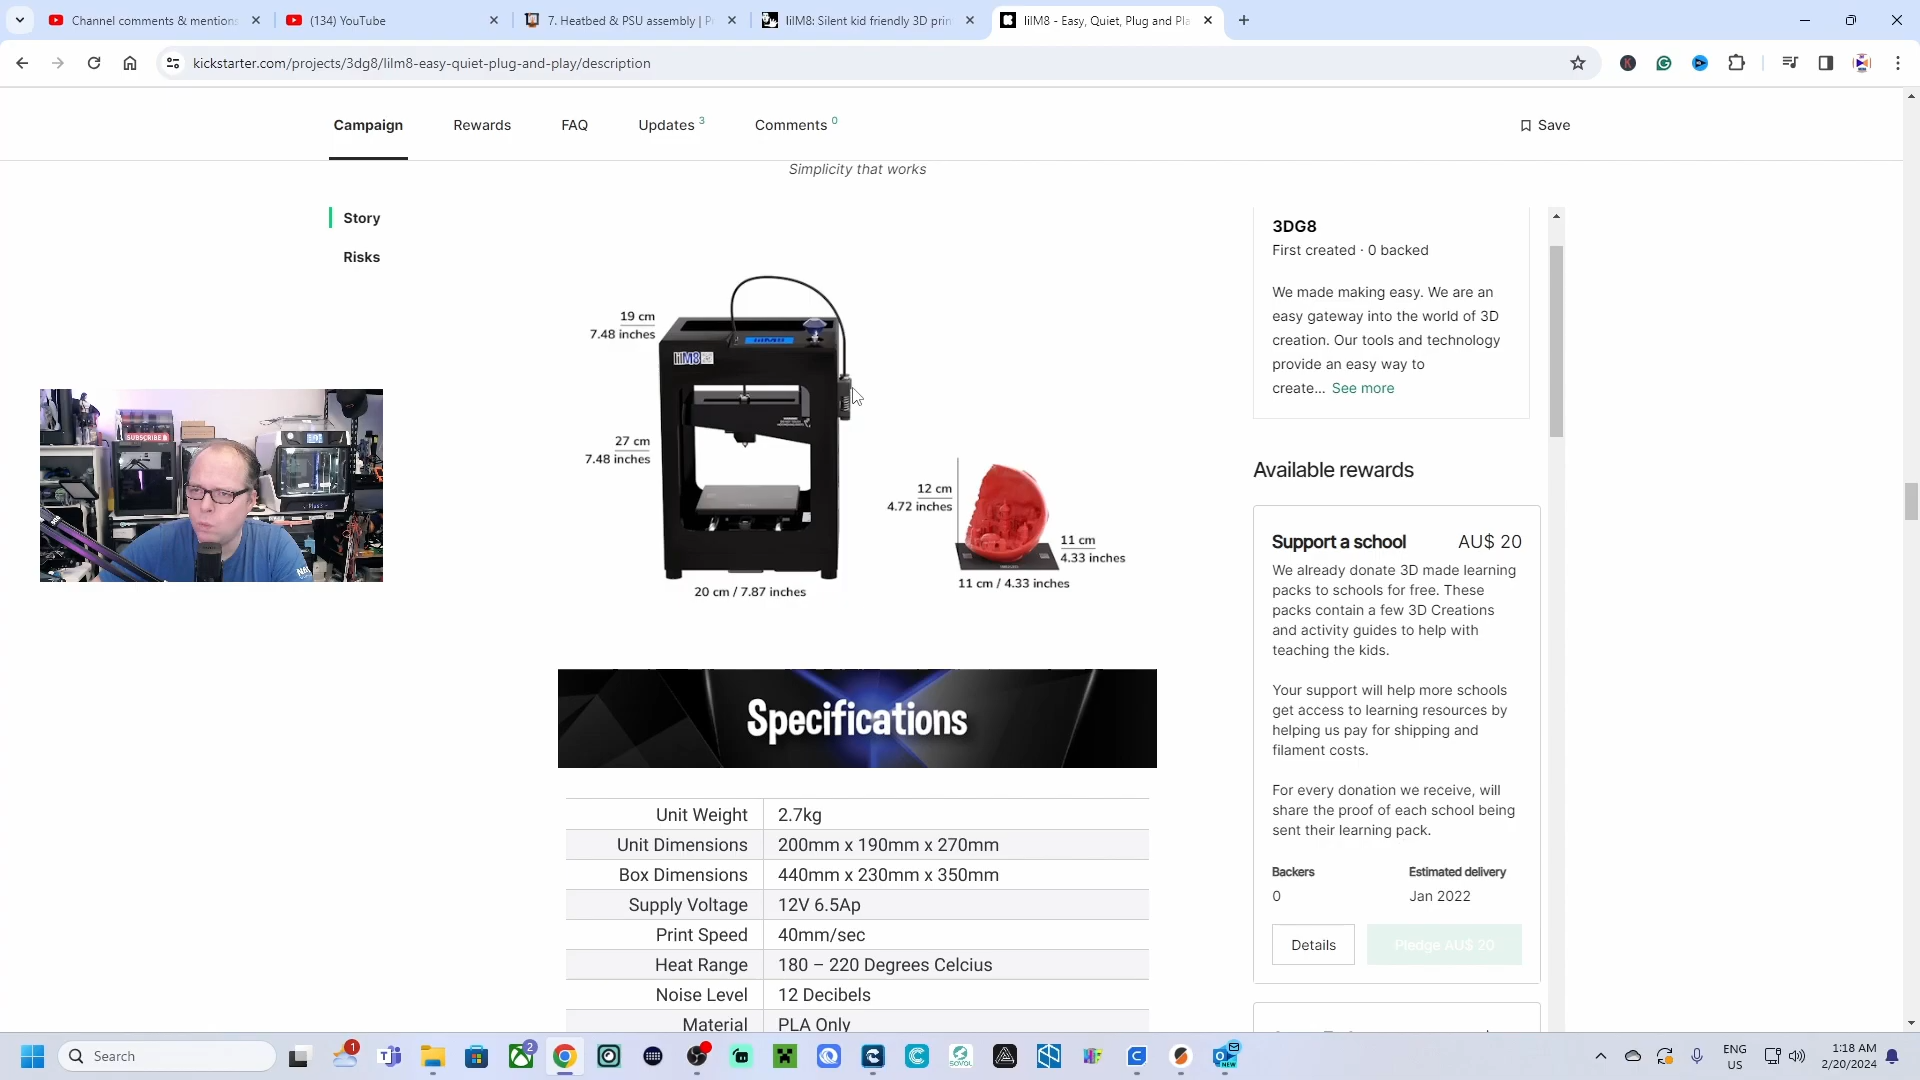 Channel comments & mentions
(134) YouTube
7. Heatbed & PSU assembly | P
lilM8: Silent kid friendly 3D prin
lilM8 - Easy, Quiet, Plug and Pla
kickstarter.com/projects/3dg8/lilm8-easy-quiet-plug-and-play/description
Campaign
Rewards
FAQ
Updates 3
Comments 0
Save
Simplicity that works
Story
Risks
19 cm
7.48 inches
lilM8
27 cm
7.48 inches
20 cm / 7.87 inches
12 cm
4.72 inches
11 cm
4.33 inches
11 cm / 4.33 inches
SUBSCRIBE
Specifications
Unit Weight 2.7kg
Unit Dimensions 200mm x 190mm x 270mm
Box Dimensions 440mm x 230mm x 350mm
Supply Voltage 12V 6.5Ap
Print Speed 40mm/sec
Heat Range 180 – 220 Degrees Celcius
Noise Level 12 Decibels
Material PLA Only
3DG8
First created · 0 backed
We made making easy. We are an
easy gateway into the world of 3D
creation. Our tools and technology
provide an easy way to
create... See more
Available rewards
Support a school AU$ 20
We already donate 3D made learning
packs to schools for free. These
packs contain a few 3D Creations
and activity guides to help with
teaching the kids.
Your support will help more schools
get access to learning resources by
helping us pay for shipping and
filament costs.
For every donation we receive, will
share the proof of each school being
sent their learning pack.
Backers
0
Estimated delivery
Jan 2022
Details
Pledge AU$ 20
Search
1
2
NEW
ENG
US
1:18 AM
2/20/2024